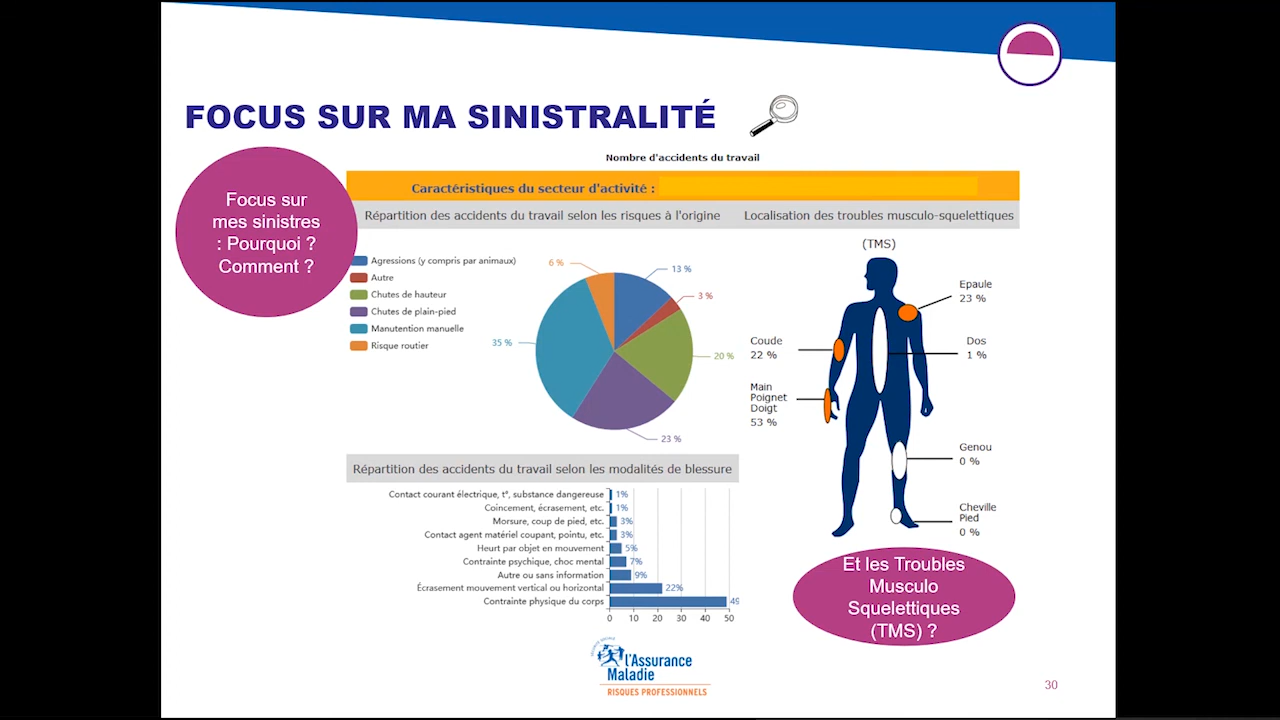 FOCUS SUR MA SINISTRALITÉ
Focus sur
mes sinistres
: Pourquoi ?
Comment ?
Nombre d'accidents du travail
Caractéristiques du secteur d'activité :
Répartition des accidents du travail selon les risques à l'origine
Agressions (y compris par animaux)
Autre
Chutes de hauteur
Chutes de plain-pied
Manutention manuelle
Risque routier
6 %
13 %
3 %
35 %
20 %
23 %
Localisation des troubles musculo-squelettiques
(TMS)
Epaule
23 %
Coude
22 %
Dos
1 %
Main
Poignet
Doigt
53 %
Genou
0 %
Cheville
Pied
0 %
Répartition des accidents du travail selon les modalités de blessure
Contact courant électrique, t°, substance dangereuse 1%
Coincement, écrasement, etc. 1%
Morsure, coup de pied, etc. 3%
Contact agent matériel coupant, pointu, etc. 3%
Heurt par objet en mouvement 5%
Contrainte psychique, choc mental 7%
Autre ou sans information 9%
Écrasement mouvement vertical ou horizontal 22%
Contrainte physique du corps 49
0 10 20 30 40 50
Et les Troubles
Musculo
Squelettiques
(TMS) ?
l'Assurance
Maladie
RISQUES PROFESSIONNELS
30